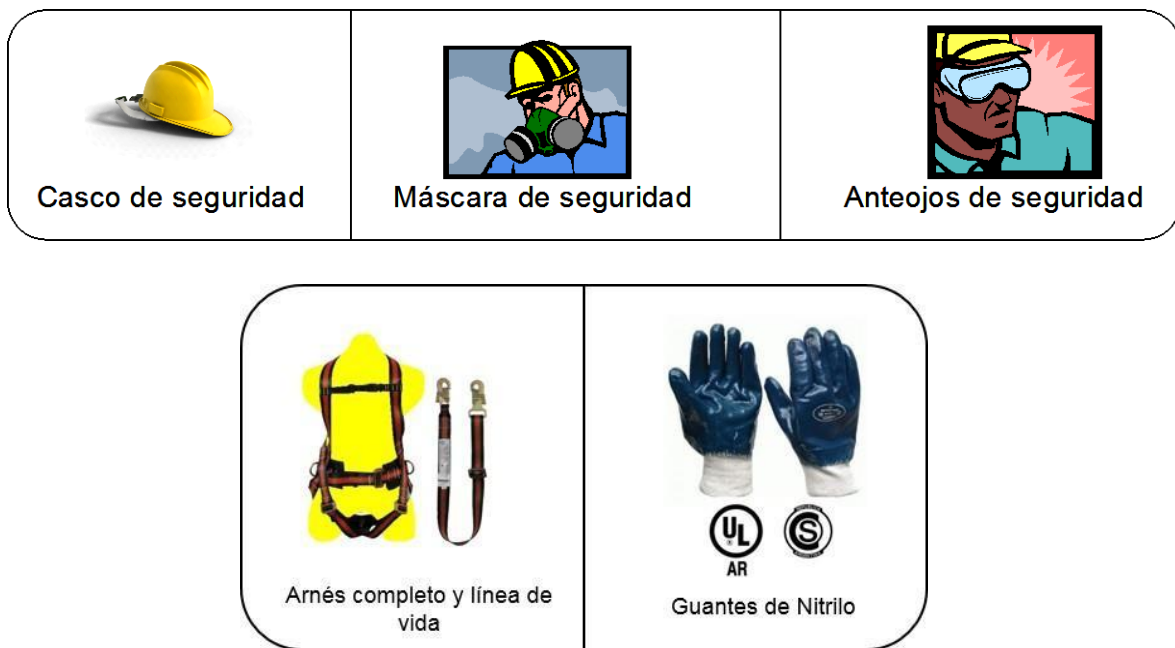 Casco de seguridad
Máscara de seguridad
Anteojos de seguridad
Arnés completo y línea de
vida
UL
®
AR
S
Guantes de Nitrilo